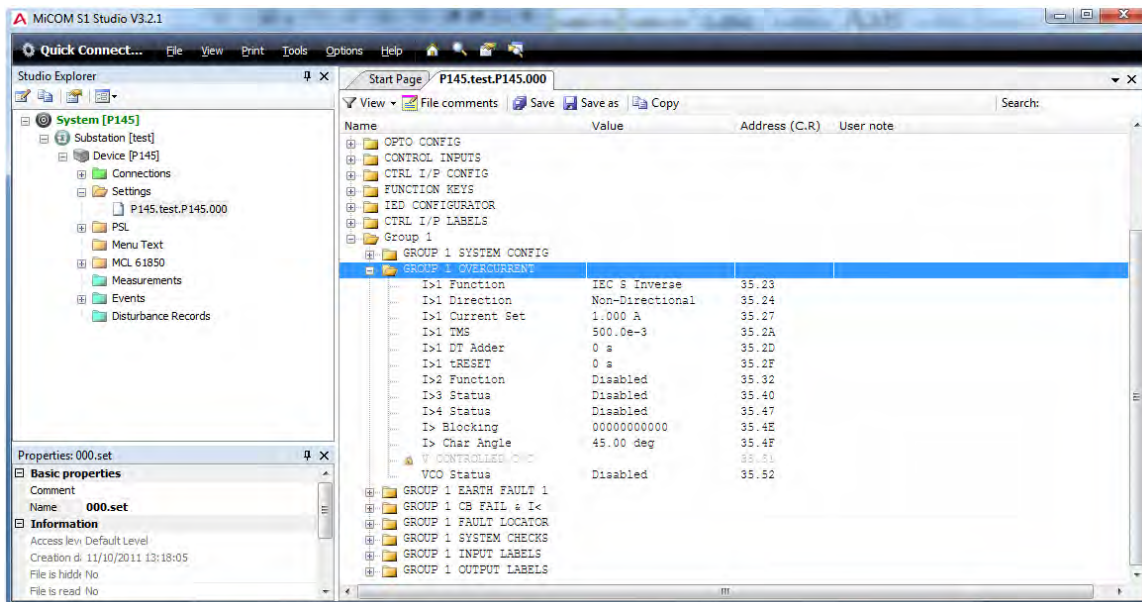 MiCOM S1 Studio V3.2.1
Quick Connect... File View Print Tools Options Help
Studio Explorer
System [P145]
Substation [test]
Device [P145]
Connections
Settings
P145.test.P145.000
PSL
Menu Text
MCL 61850
Measurements
Events
Disturbance Records
Properties: 000.set
Basic properties
Comment
Name 000.set
Information
Access leve Default Level
Creation d: 11/10/2011 13:18:05
File is hidde No
File is read No
Start Page P145.test.P145.000
View File comments Save Save as Copy Search:
Name Value Address (C.R) User note
OPTO CONFIG
CONTROL INPUTS
CTRL I/P CONFIG
FUNCTION KEYS
IED CONFIGURATOR
CTRL I/P LABELS
Group 1
GROUP 1 SYSTEM CONFIG
GROUP 1 OVERCURRENT
I>1 Function IEC S Inverse 35.23
I>1 Direction Non-Directional 35.24
I>1 Current Set 1.000 A 35.27
I>1 TMS 500.0e-3 35.2A
I>1 DT Adder 0 s 35.2D
I>1 tRESET 0 s 35.2F
I>2 Function Disabled 35.32
I>3 Status Disabled 35.40
I>4 Status Disabled 35.47
I> Blocking 00000000000 35.4E
I> Char Angle 45.00 deg 35.4F
V CONTROLLED O/C 35.51
VCO Status Disabled 35.52
GROUP 1 EARTH FAULT 1
GROUP 1 CB FAIL & I<
GROUP 1 FAULT LOCATOR
GROUP 1 SYSTEM CHECKS
GROUP 1 INPUT LABELS
GROUP 1 OUTPUT LABELS